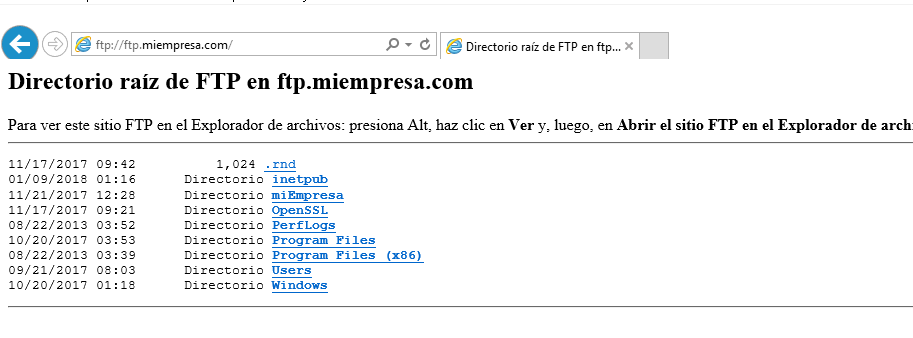 ftp://ftp.miempresa.com/
Directorio raíz de FTP en ftp...
Directorio raíz de FTP en ftp.miempresa.com
Para ver este sitio FTP en el Explorador de archivos: presiona Alt, haz clic en Ver y, luego, en Abrir el sitio FTP en el Explorador de archi
11/17/2017 09:42 1,024 .rnd
01/09/2018 01:16 Directorio inetpub
11/21/2017 12:28 Directorio miEmpresa
11/17/2017 09:21 Directorio OpenSSL
08/22/2013 03:52 Directorio PerfLogs
10/20/2017 03:53 Directorio Program Files
08/22/2013 03:39 Directorio Program Files (x86)
09/21/2017 08:03 Directorio Users
10/20/2017 01:18 Directorio Windows